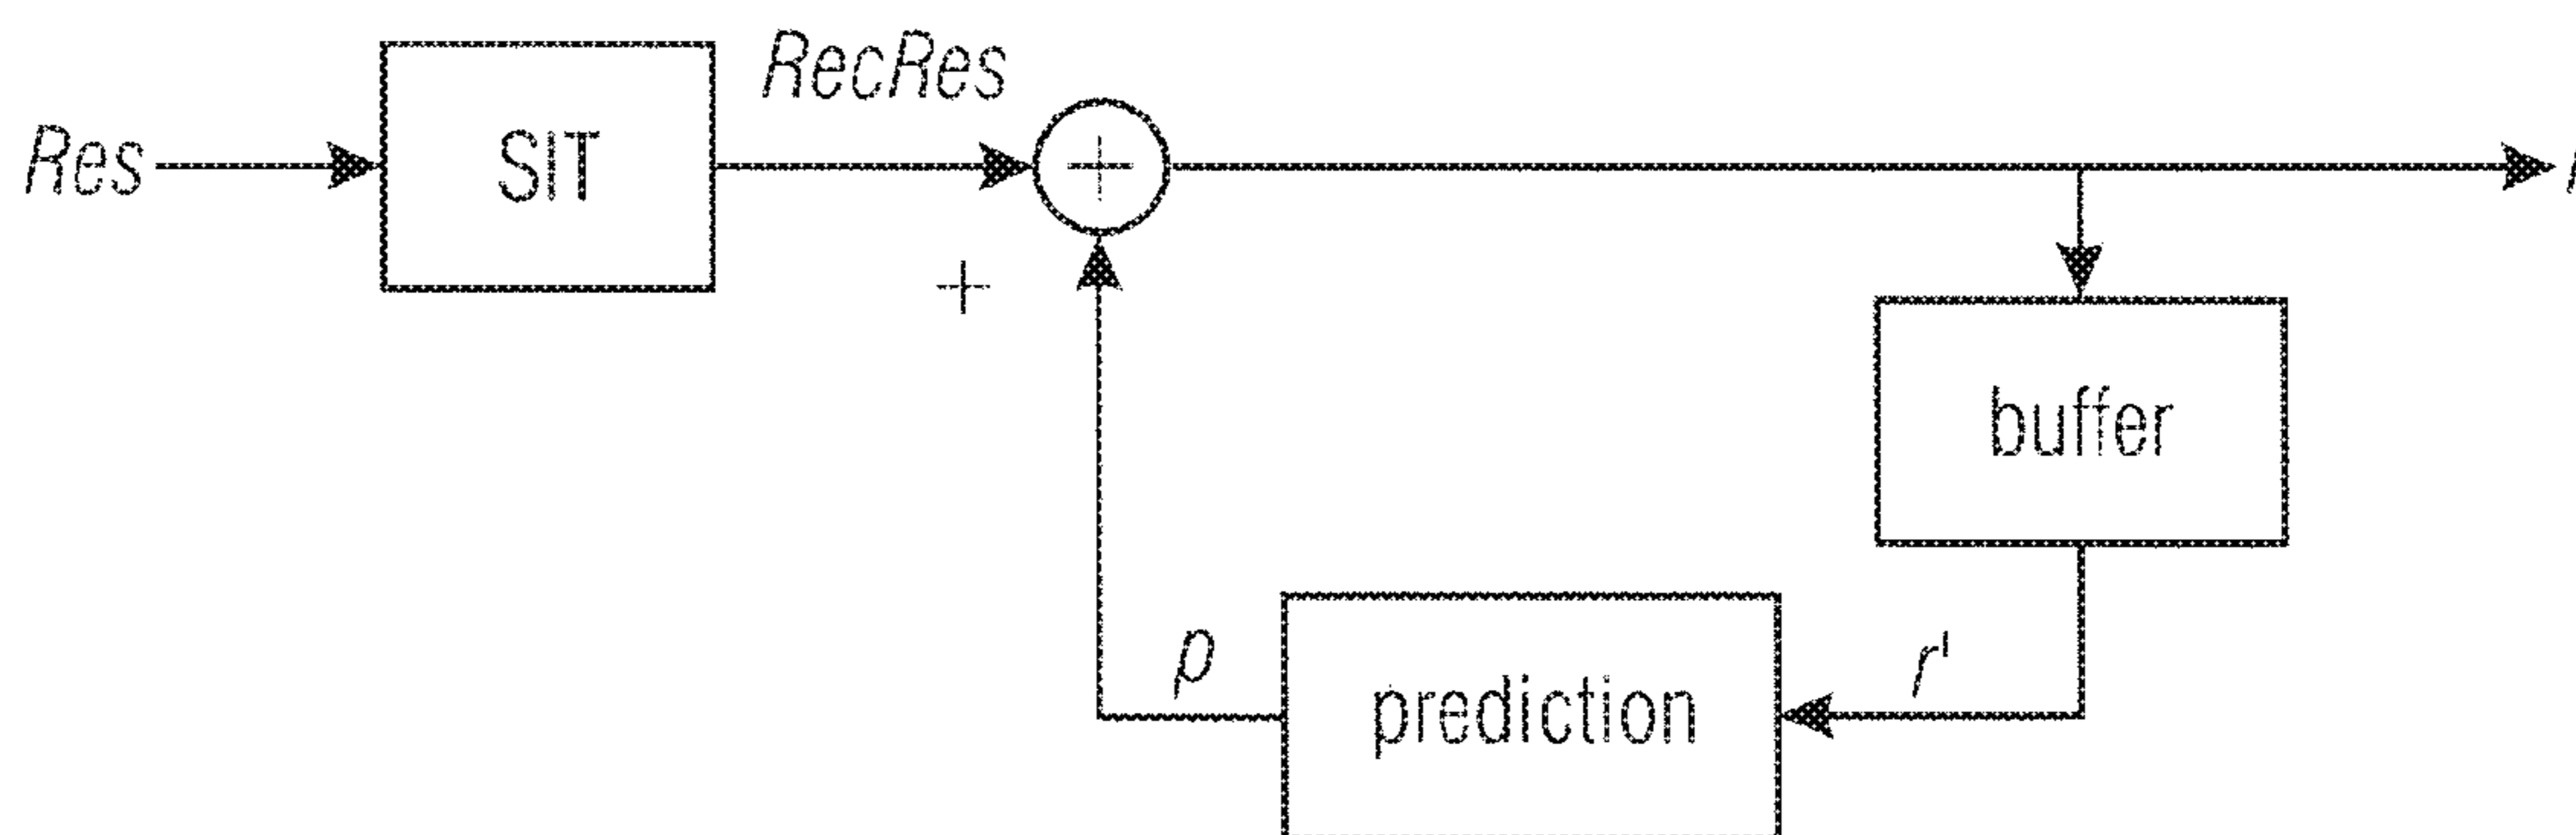 RecRes
Res
SIT
+
+
buffer
p
prediction
r'